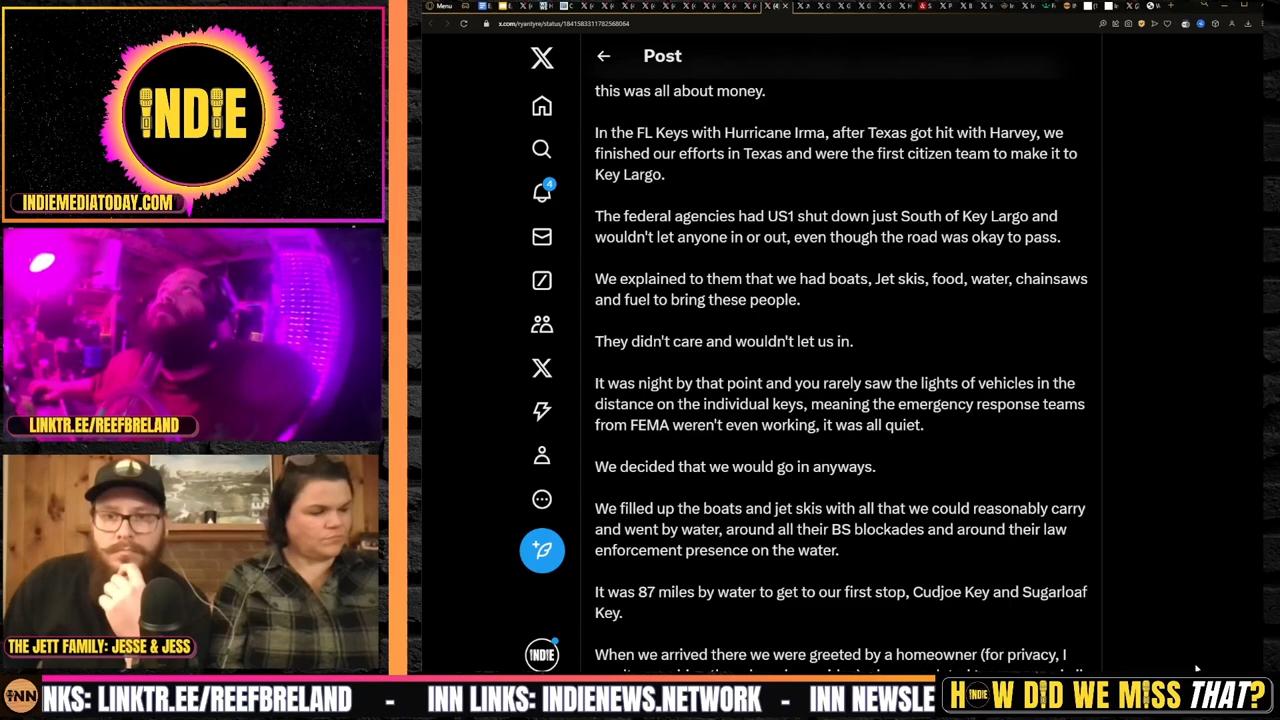 Menu
x.com/ryantyre/status/1841583311782568064
INDIE
INDIEMEDIATODAY.COM
LINKTR.EE/REEFBRELAND
THE JETT FAMILY: JESSE & JESS
Post
4
this was all about money.
In the FL Keys with Hurricane Irma, after Texas got hit with Harvey, we
finished our efforts in Texas and were the first citizen team to make it to
Key Largo.
The federal agencies had US1 shut down just South of Key Largo and
wouldn't let anyone in or out, even though the road was okay to pass.
We explained to them that we had boats, Jet skis, food, water, chainsaws
and fuel to bring these people.
They didn't care and wouldn't let us in.
It was night by that point and you rarely saw the lights of vehicles in the
distance on the individual keys, meaning the emergency response teams
from FEMA weren't even working, it was all quiet.
We decided that we would go in anyways.
We filled up the boats and jet skis with all that we could reasonably carry
and went by water, around all their BS blockades and around their law
enforcement presence on the water.
It was 87 miles by water to get to our first stop, Cudjoe Key and Sugarloaf
Key.
When we arrived there we were greeted by a homeowner (for privacy, I
INDIE
INN
NKS: LINKTR.EE/REEFBRELAND - INN LINKS: INDIENEWS.NETWORK - INN NEWSLE
HOW DID WE MISS THAT?
INDIE